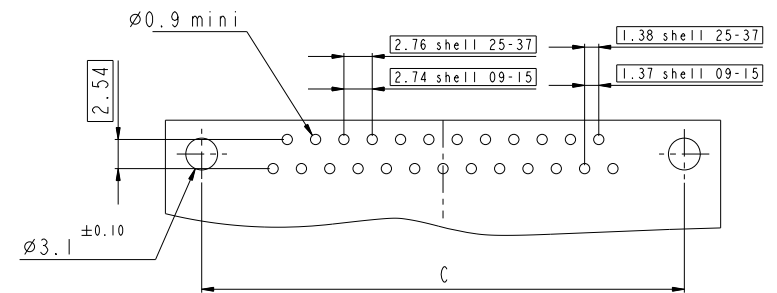 Ø0.9 mini
2.76 shell 25-37
1.38 shell 25-37
2.74 shell 09-15
1.37 shell 09-15
2.54
Ø3.1 ±0.10
C